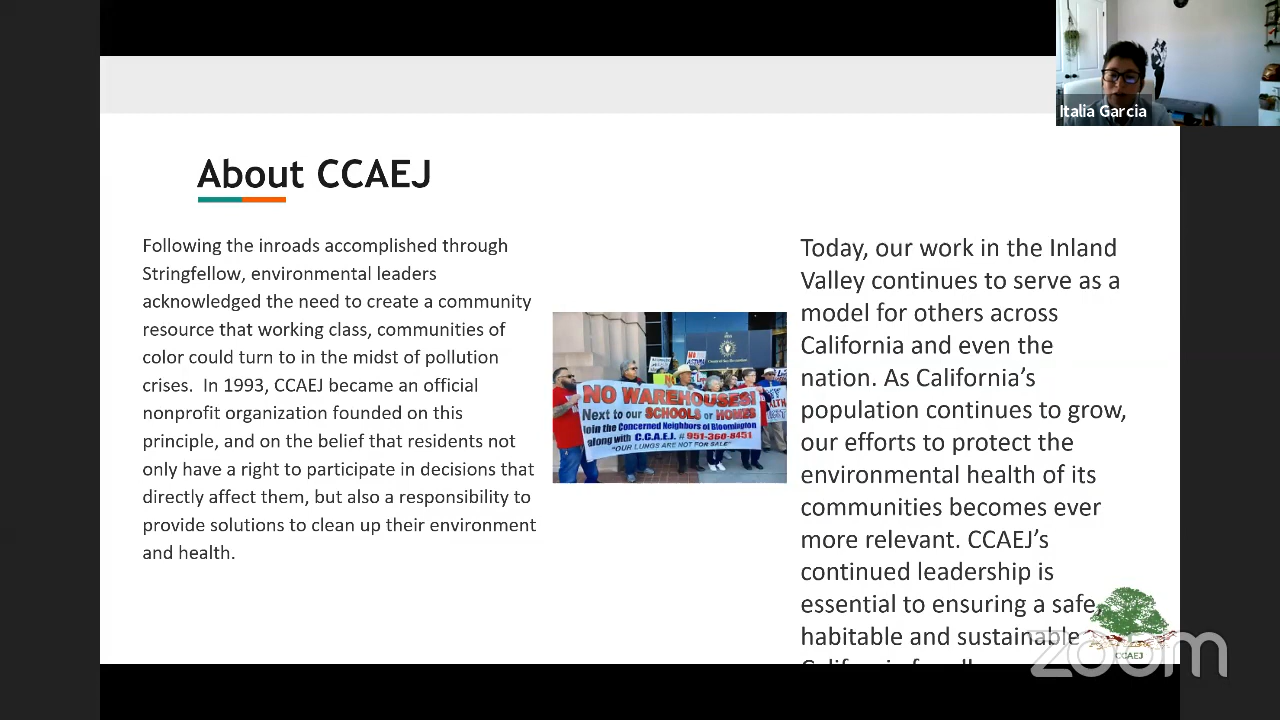 Italia Garcia
About CCAEJ
Following the inroads accomplished through
Stringfellow, environmental leaders
acknowledged the need to create a community
resource that working class, communities of
color could turn to in the midst of pollution
crises.  In 1993, CCAEJ became an official
nonprofit organization founded on this
principle, and on the belief that residents not
only have a right to participate in decisions that
directly affect them, but also a responsibility to
provide solutions to clean up their environment
and health.
NO WAREHOUSES!
Next to our SCHOOLS or HOMES
Join the Concerned Neighbors of Bloomington
along with C.C.A.E.J. # 951-360-8451
"OUR LUNGS ARE NOT FOR SALE"
Today, our work in the Inland
Valley continues to serve as a
model for others across
California and even the
nation. As California’s
population continues to grow,
our efforts to protect the
environmental health of its
communities becomes ever
more relevant. CCAEJ’s
continued leadership is
essential to ensuring a safe,
habitable and sustainable
CCAEJ
zoom